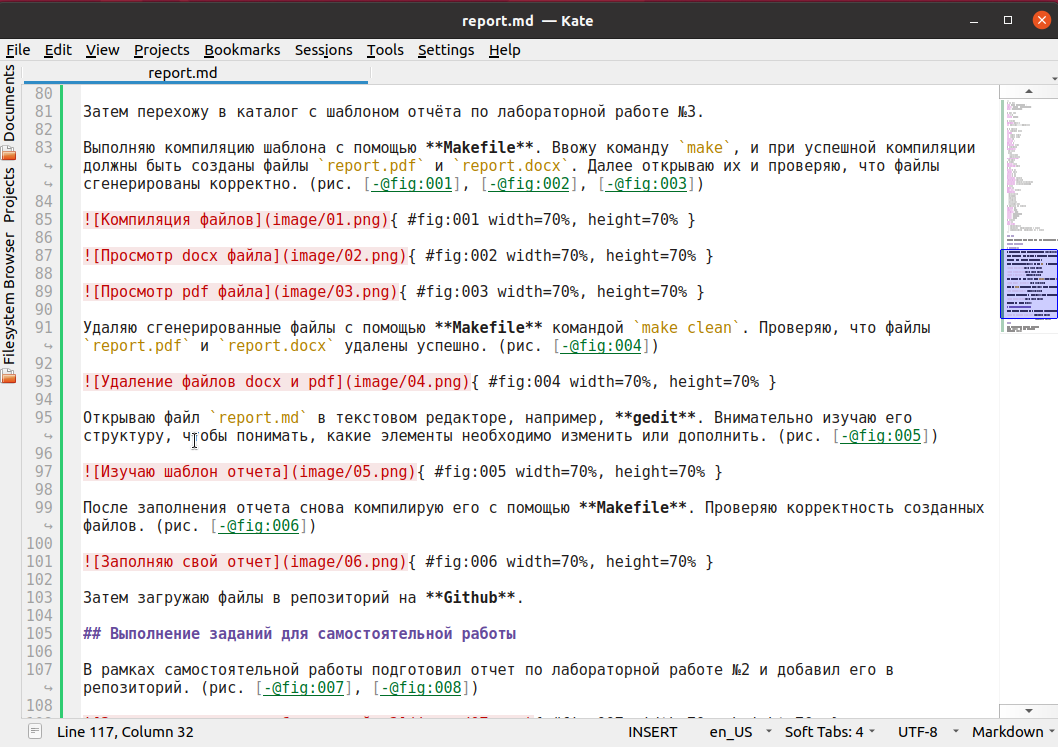 report.md — Kate
File Edit View Projects Bookmarks Sessions Tools Settings Help
report.md
Documents
Projects
Filesystem Browser
80
81 Затем перехожу в каталог с шаблоном отчёта по лабораторной работе №3.
82
83 Выполняю компиляцию шаблона с помощью **Makefile**. Ввожу команду `make`, и при успешной компиляции
должны быть созданы файлы `report.pdf` и `report.docx`. Далее открываю их и проверяю, что файлы
сгенерированы корректно. (рис. [-@fig:001], [-@fig:002], [-@fig:003])
84
85 ![Компиляция файлов](image/01.png){ #fig:001 width=70%, height=70% }
86
87 ![Просмотр docx файла](image/02.png){ #fig:002 width=70%, height=70% }
88
89 ![Просмотр pdf файла](image/03.png){ #fig:003 width=70%, height=70% }
90
91 Удаляю сгенерированные файлы с помощью **Makefile** командой `make clean`. Проверяю, что файлы
`report.pdf` и `report.docx` удалены успешно. (рис. [-@fig:004])
92
93 ![Удаление файлов docx и pdf](image/04.png){ #fig:004 width=70%, height=70% }
94
95 Открываю файл `report.md` в текстовом редакторе, например, **gedit**. Внимательно изучаю его
структуру, чтобы понимать, какие элементы необходимо изменить или дополнить. (рис. [-@fig:005])
96
97 ![Изучаю шаблон отчета](image/05.png){ #fig:005 width=70%, height=70% }
98
99 После заполнения отчета снова компилирую его с помощью **Makefile**. Проверяю корректность созданных
файлов. (рис. [-@fig:006])
100
101 ![Заполняю свой отчет](image/06.png){ #fig:006 width=70%, height=70% }
102
103 Затем загружаю файлы в репозиторий на **Github**.
104
105 ## Выполнение заданий для самостоятельной работы
106
107 В рамках самостоятельной работы подготовил отчет по лабораторной работе №2 и добавил его в
репозиторий. (рис. [-@fig:007], [-@fig:008])
108
Line 117, Column 32 INSERT en_US Soft Tabs: 4 UTF-8 Markdown